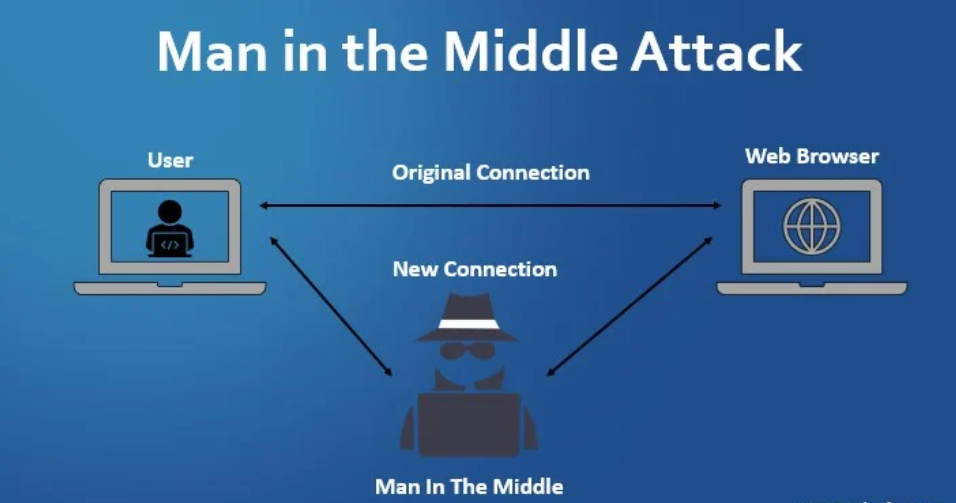 Man in the Middle Attack
User
Web Browser
Original Connection
</>
New Connection
Man In The Middle